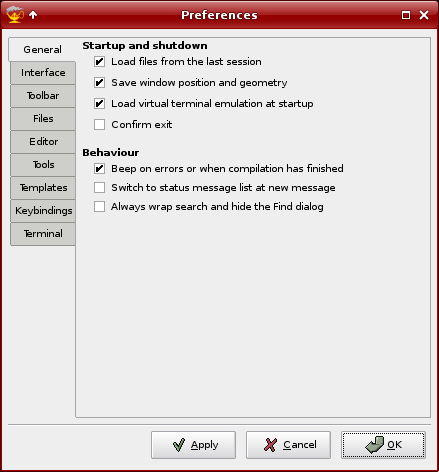 Preferences
General
Interface
Toolbar
Files
Editor
Tools
Templates
Keybindings
Terminal
Startup and shutdown
Load files from the last session
Save window position and geometry
Load virtual terminal emulation at startup
Confirm exit
Behaviour
Beep on errors or when compilation has finished
Switch to status message list at new message
Always wrap search and hide the Find dialog
Apply
Cancel
OK